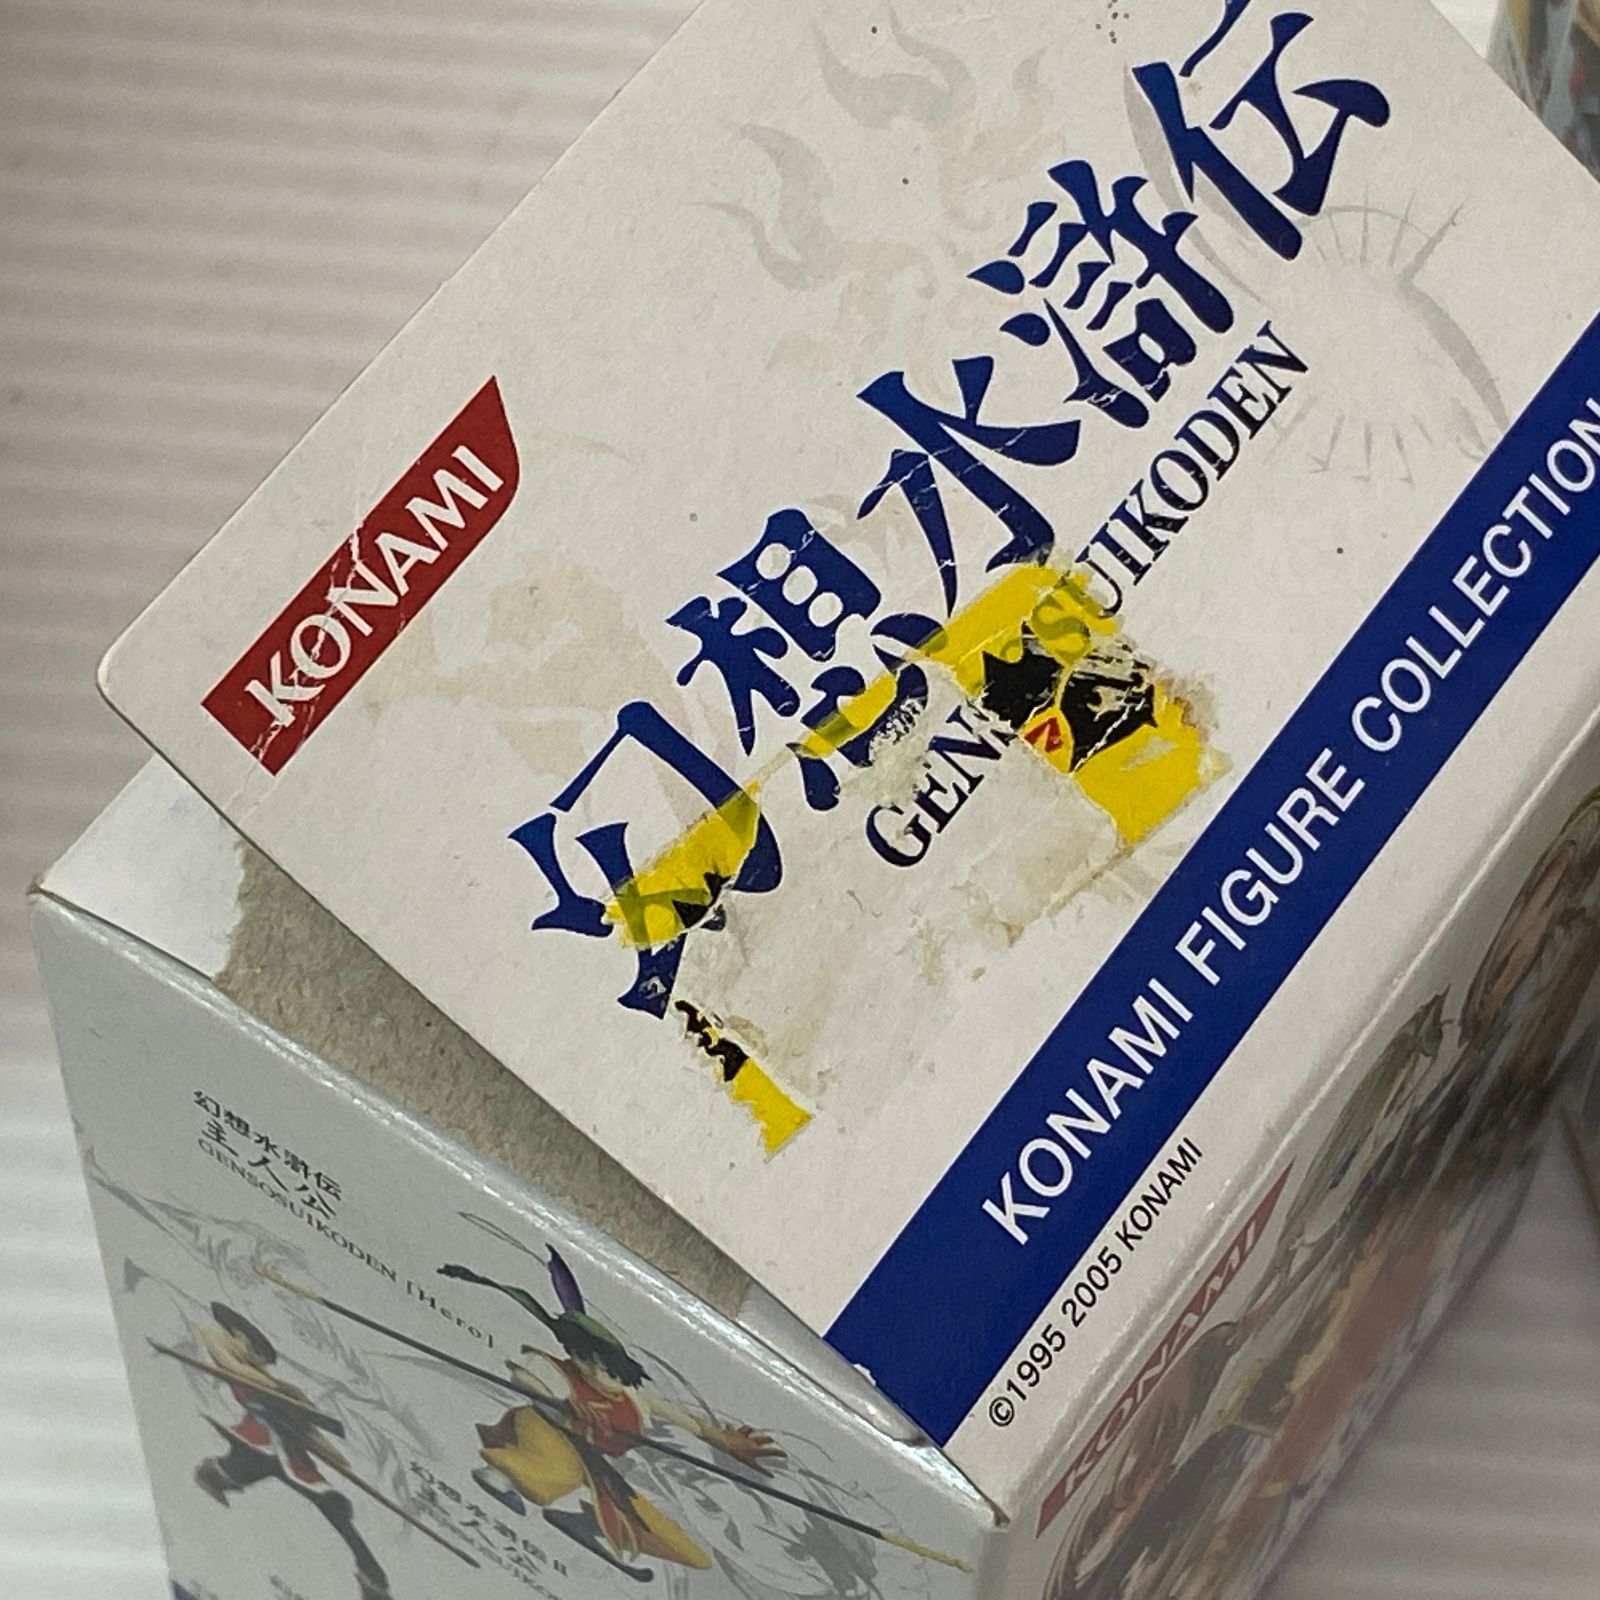 KONAMI
幻想水滸伝
GENSOSUIKODEN
KONAMI FIGURE COLLECTION
©1995 2005 KONAMI
KONAMI
幻想水滸伝
主人公
GENSOSUIKODEN [Hero]
幻想水滸伝II
主人公